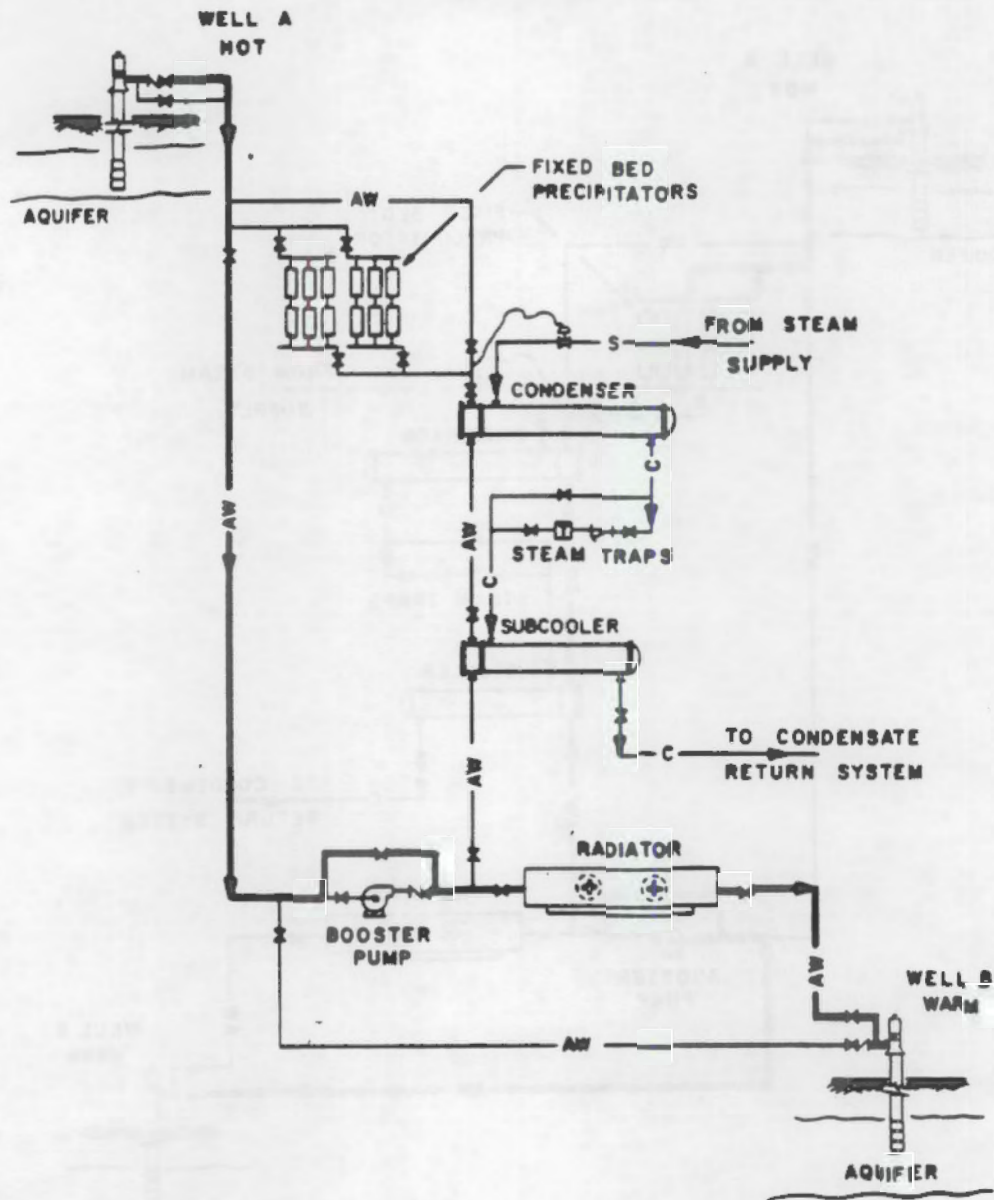 WELL A
HOT
AQUIFER
FIXED BED
PRECIPITATORS
AW
FROM STEAM
SUPPLY
S
CONDENSER
C
AW
AW
STEAM TRAPS
T
C
SUBCOOLER
TO CONDENSATE
RETURN SYSTEM
C
AW
RADIATOR
BOOSTER
PUMP
AW
WELL B
WARM
AW
AQUIFER